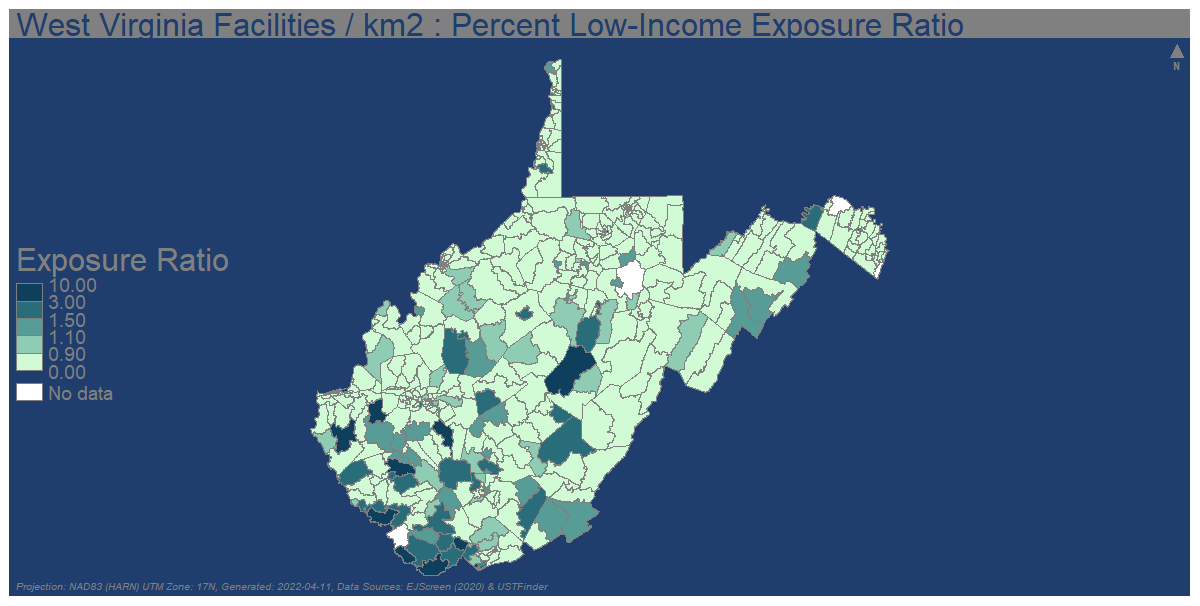 West Virginia Facilities / km2 : Percent Low-Income Exposure Ratio
N
Exposure Ratio
10.00
3.00
1.50
1.10
0.90
0.00
No data
Projection: NAD83 (HARN) UTM Zone: 17N, Generated: 2022-04-11, Data Sources: EJScreen (2020) & USTFinder